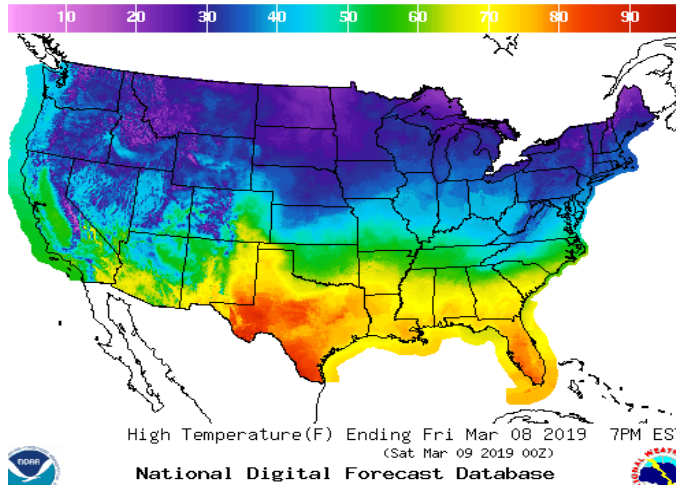 10 20 30 40 50 60 70 80 90
High Temperature(F) Ending Fri Mar 08 2019 7PM EST
(Sat Mar 09 2019 00Z)
National Digital Forecast Database
NOAA